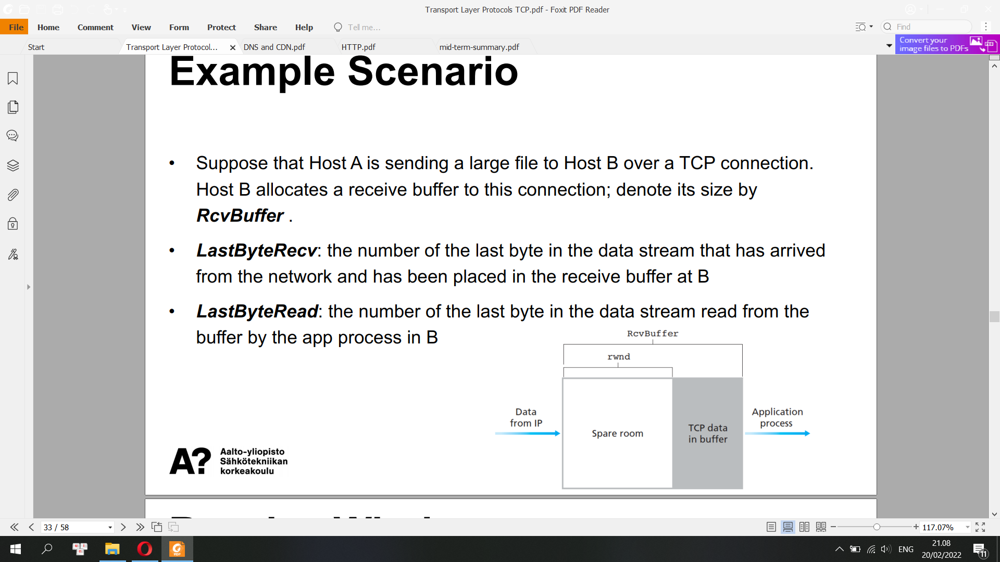 Transport Layer Protocols TCP.pdf - Foxit PDF Reader
File Home Comment View Form Protect Share Help Tell me... Find
Start Transport Layer Protocol... DNS and CDN.pdf HTTP.pdf mid-term-summary.pdf
Convert your
image files to PDFs
Example Scenario
• Suppose that Host A is sending a large file to Host B over a TCP connection.
Host B allocates a receive buffer to this connection; denote its size by
RcvBuffer .
• LastByteRecv: the number of the last byte in the data stream that has arrived
from the network and has been placed in the receive buffer at B
• LastByteRead: the number of the last byte in the data stream read from the
buffer by the app process in B
RcvBuffer
rwnd
Data
from IP
Spare room
TCP data
in buffer
Application
process
A?
Aalto-yliopisto
Sähkötekniikan
korkeakoulu
33 / 58
117.07%
ENG
21.08
20/02/2022
11